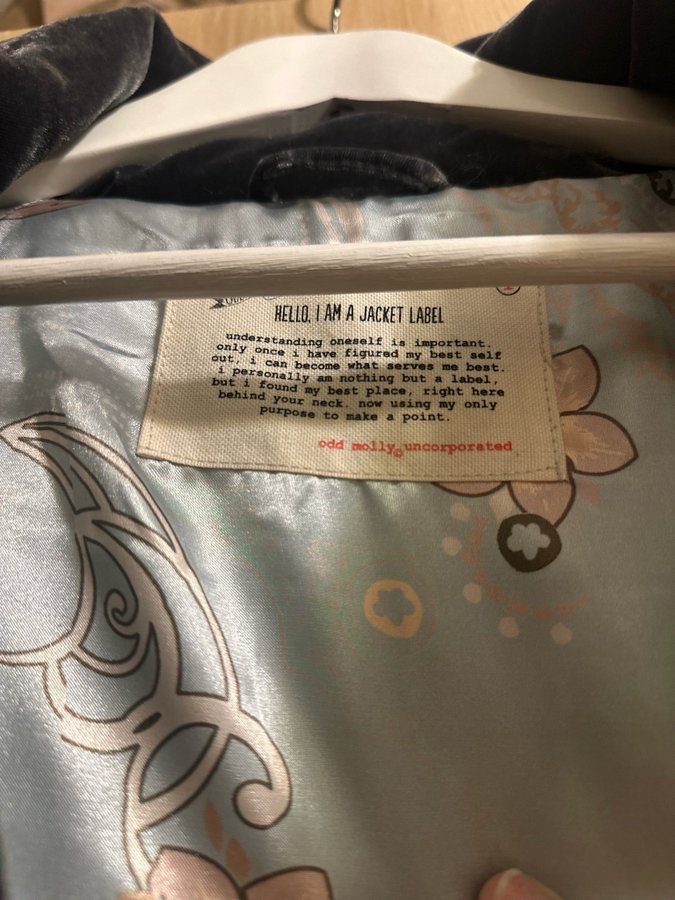 HELLO, I AM A JACKET LABEL
understanding oneself is important.
only once i have figured my best self
out, i can become what serves me best.
i personally am nothing but a label,
but i found my best place, right here
behind your neck. now using my only
purpose to make a point.
odd molly© uncorporated